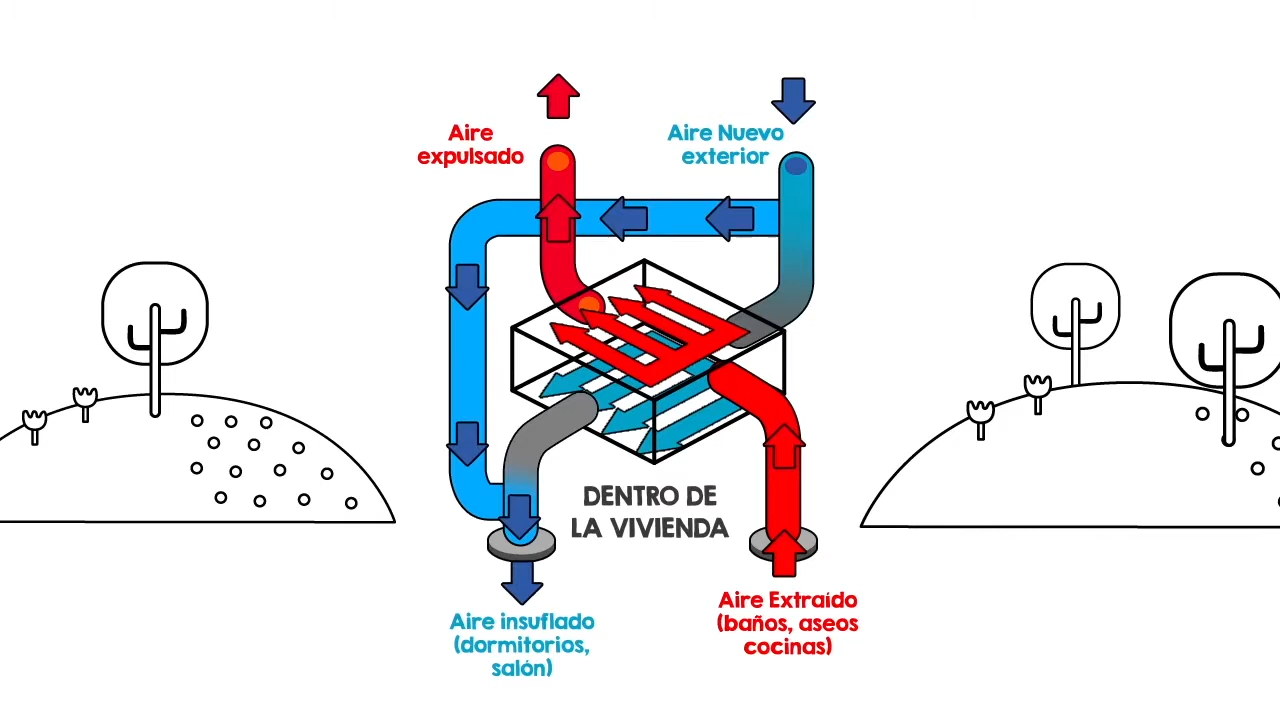 Aire
expulsado
Aire Nuevo
exterior
DENTRO DE
LA VIVIENDA
Aire insuflado
(dormitorios,
salón)
Aire Extraído
(baños, aseos
cocinas)